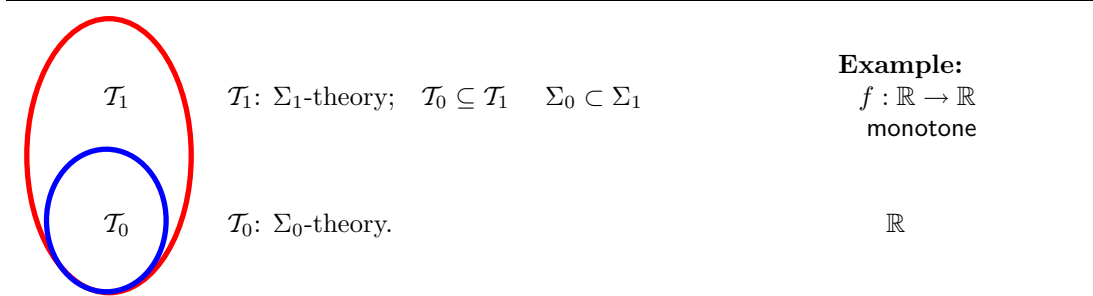 Example:
𝒯₁ 𝒯₁: Σ₁-theory; 𝒯₀ ⊆ 𝒯₁ Σ₀ ⊂ Σ₁ f : ℝ → ℝ
monotone
𝒯₀ 𝒯₀: Σ₀-theory. ℝ